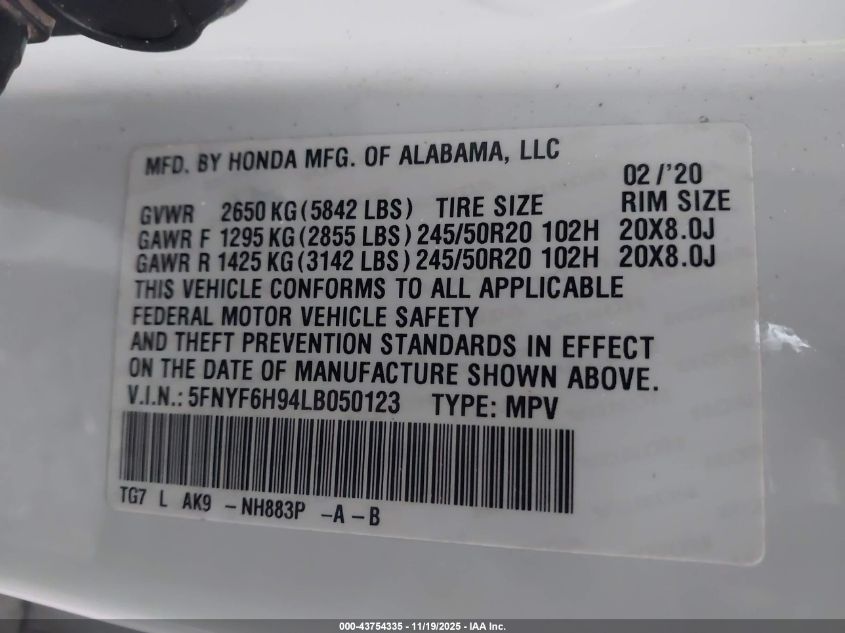 MFD. BY HONDA MFG. OF ALABAMA, LLC
02/'20
GVWR 2650 KG (5842 LBS) TIRE SIZE RIM SIZE
GAWR F 1295 KG (2855 LBS) 245/50R20 102H 20X8.0J
GAWR R 1425 KG (3142 LBS) 245/50R20 102H 20X8.0J
THIS VEHICLE CONFORMS TO ALL APPLICABLE
FEDERAL MOTOR VEHICLE SAFETY
AND THEFT PREVENTION STANDARDS IN EFFECT
ON THE DATE OF MANUFACTURE SHOWN ABOVE.
V.I.N.: 5FNYF6H94LB050123 TYPE: MPV
TG7 L AK9 -NH883P -A -B
000-43754335 - 11/19/2025 - IAA Inc.